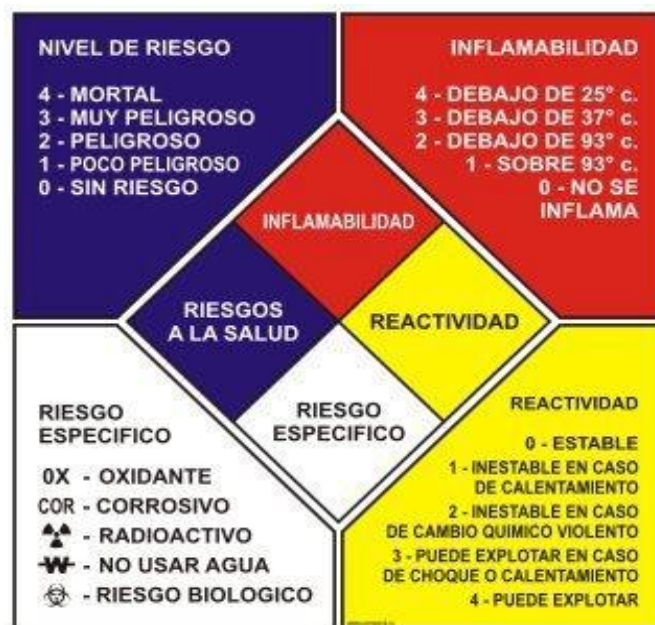 NIVEL DE RIESGO
4 - MORTAL
3 - MUY PELIGROSO
2 - PELIGROSO
1 - POCO PELIGROSO
0 - SIN RIESGO
INFLAMABILIDAD
4 - DEBAJO DE 25° c.
3 - DEBAJO DE 37° c.
2 - DEBAJO DE 93° c.
1 - SOBRE 93° c.
0 - NO SE
INFLAMA
INFLAMABILIDAD
RIESGOS
A LA SALUD
REACTIVIDAD
RIESGO
ESPECIFICO
RIESGO
ESPECIFICO
0X - OXIDANTE
COR - CORROSIVO
- RADIOACTIVO
W - NO USAR AGUA
- RIESGO BIOLOGICO
REACTIVIDAD
0 - ESTABLE
1 - INESTABLE EN CASO
DE CALENTAMIENTO
2 - INESTABLE EN CASO
DE CAMBIO QUIMICO VIOLENTO
3 - PUEDE EXPLOTAR EN CASO
DE CHOQUE O CALENTAMIENTO
4 - PUEDE EXPLOTAR